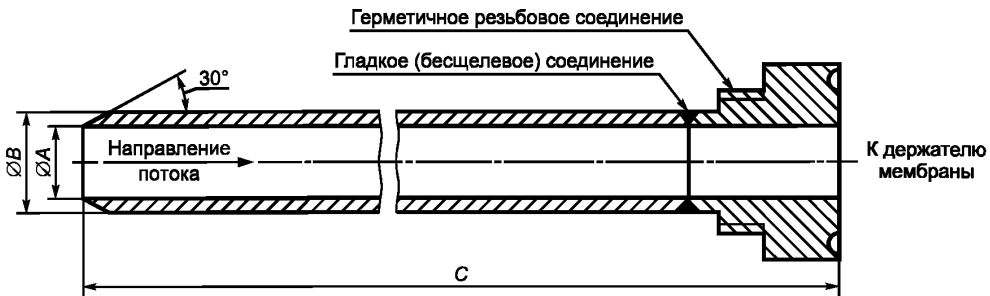 Герметичное резьбовое соединение
Гладкое (бесщелевое) соединение
30°
ØB
ØA
Направление
потока
К держателю
мембраны
C